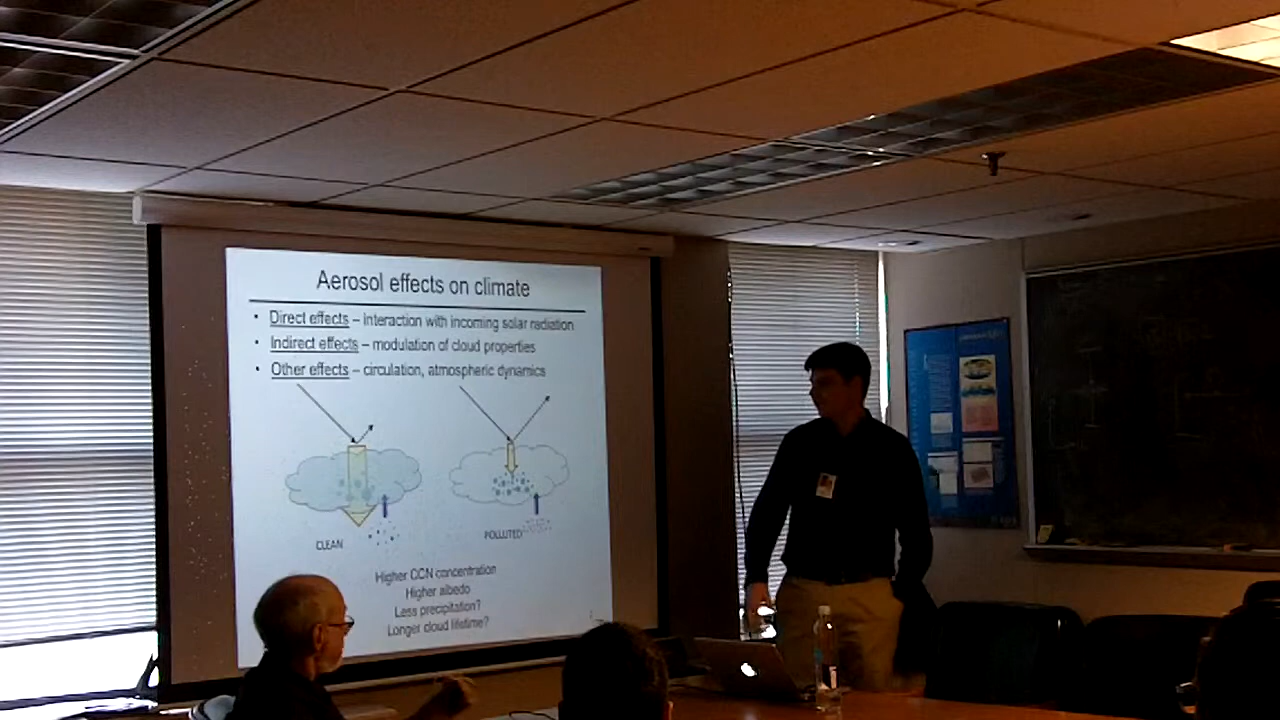 Aerosol effects on climate
• Direct effects – interaction with incoming solar radiation
• Indirect effects – modulation of cloud properties
• Other effects – circulation, atmospheric dynamics
CLEAN
POLLUTED
Higher CCN concentration
Higher albedo
Less precipitation?
Longer cloud lifetime?